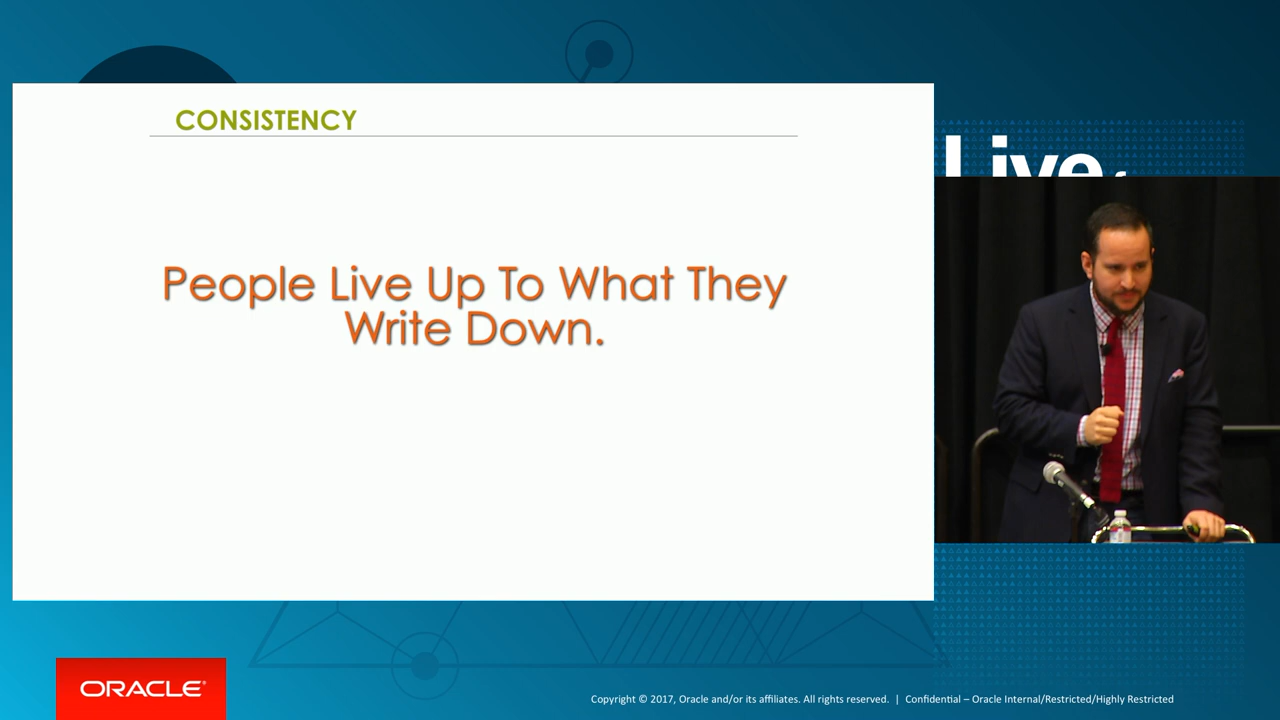 CONSISTENCY
People Live Up To What They
Write Down.
Live
ORACLE®
Copyright © 2017, Oracle and/or its affiliates. All rights reserved. | Confidential – Oracle Internal/Restricted/Highly Restricted